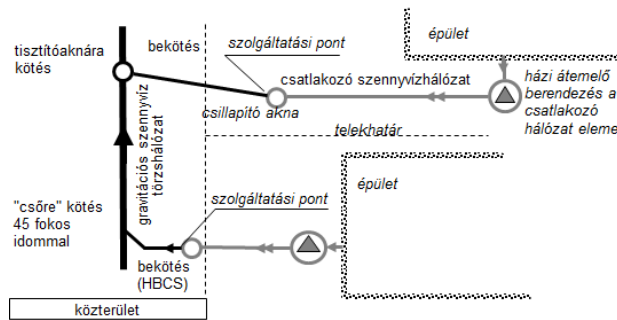 tisztítóaknára
kötés
bekötés
szolgáltatási pont
épület
csatlakozó szennyvízhálózat
csillapító akna
házi átemelő
berendezés a
csatlakozó
hálózat eleme
telekhatár
gravitációs szennyvíz
törzshálózat
szolgáltatási pont
épület
"csőre" kötés
45 fokos
idommal
bekötés
(HBCS)
közterület